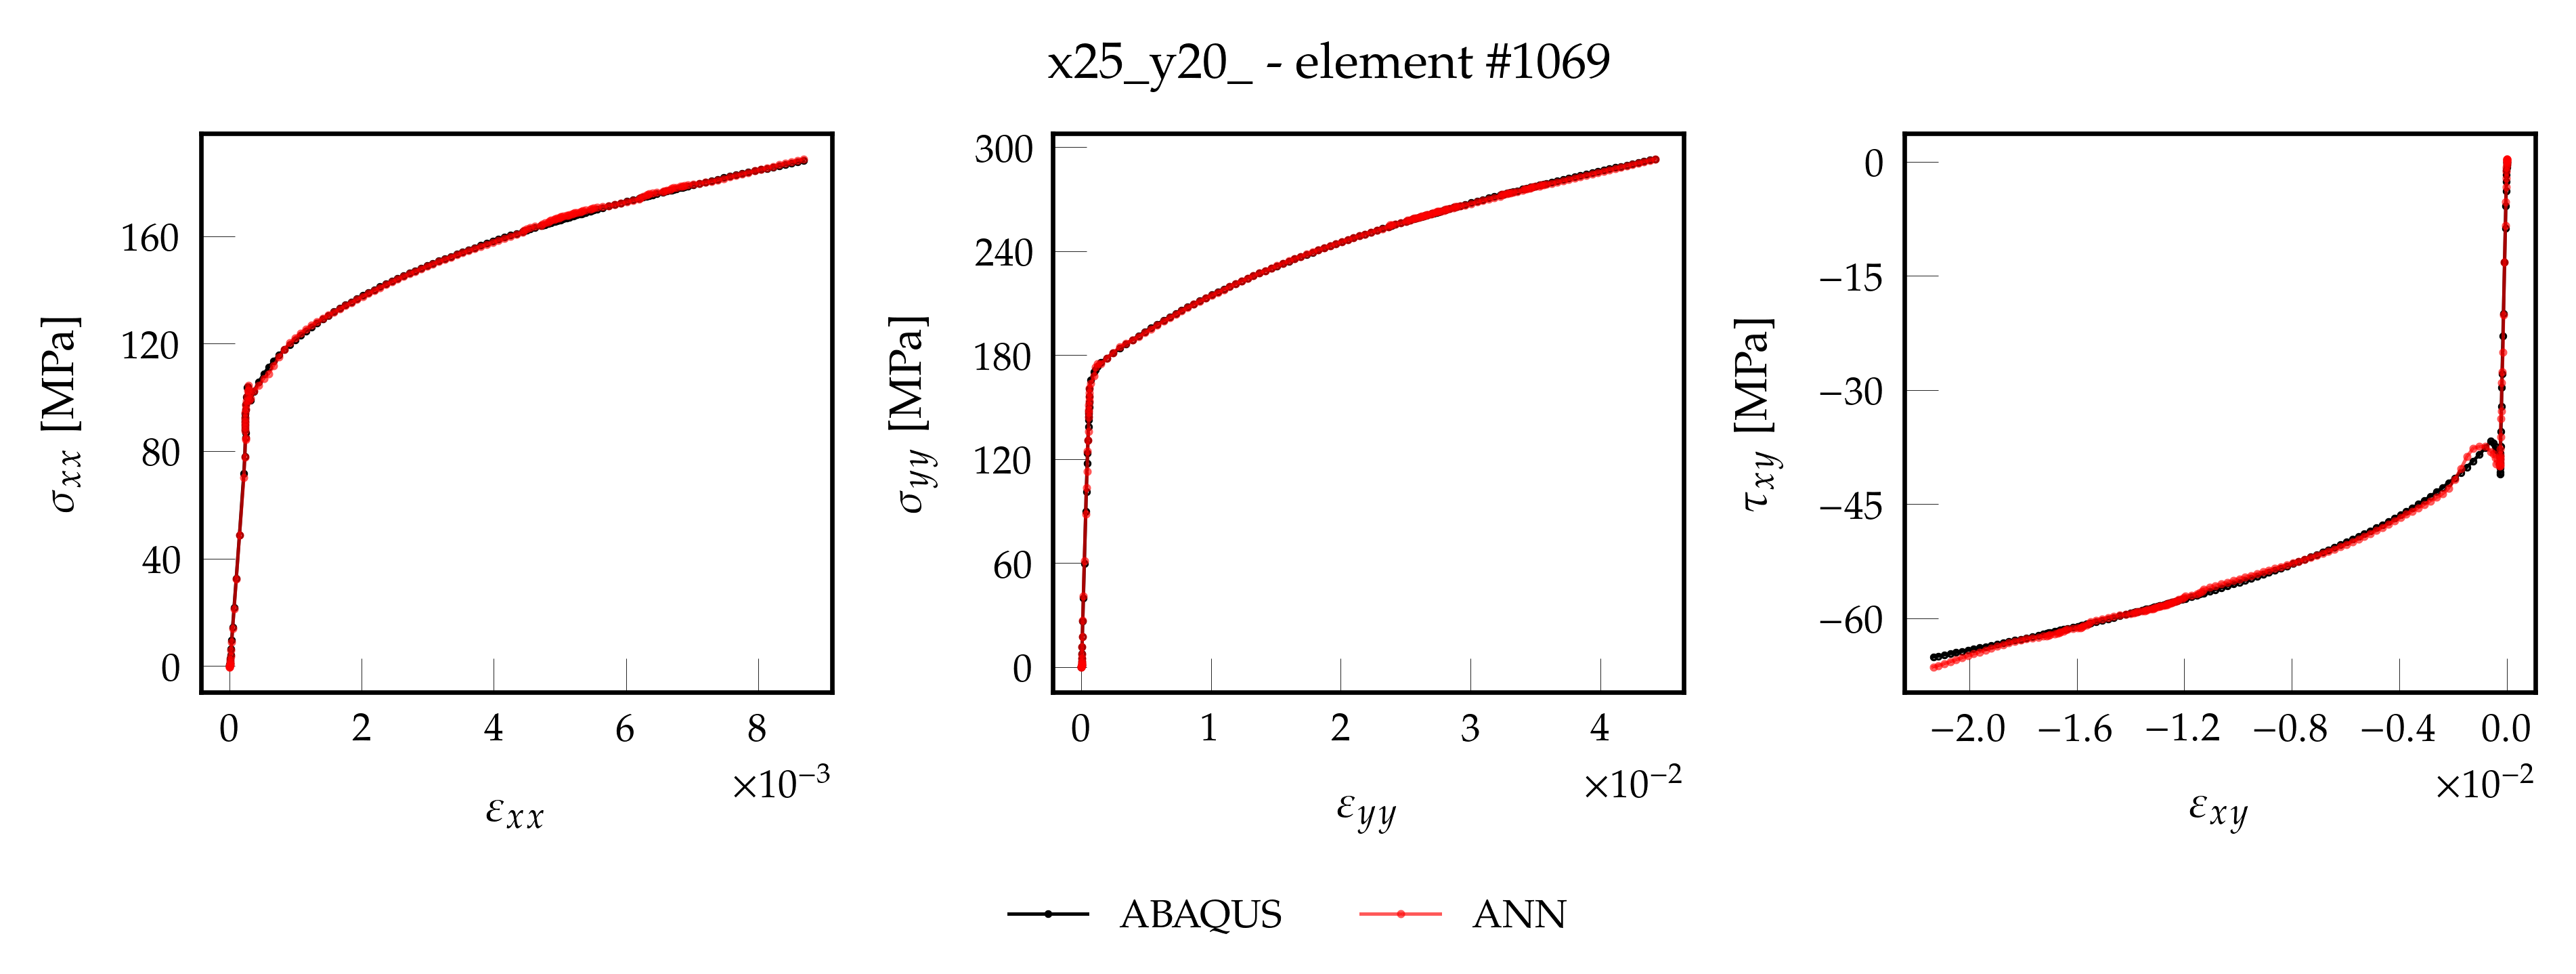 x25_y20_ - element #1069
σxx [MPa]
160
120
80
40
0
0 2 4 6 8
×10−3
εxx
σyy [MPa]
300
240
180
120
60
0
0 1 2 3 4
×10−2
εyy
τxy [MPa]
0
−15
−30
−45
−60
−2.0 −1.6 −1.2 −0.8 −0.4 0.0
×10−2
εxy
ABAQUS ANN